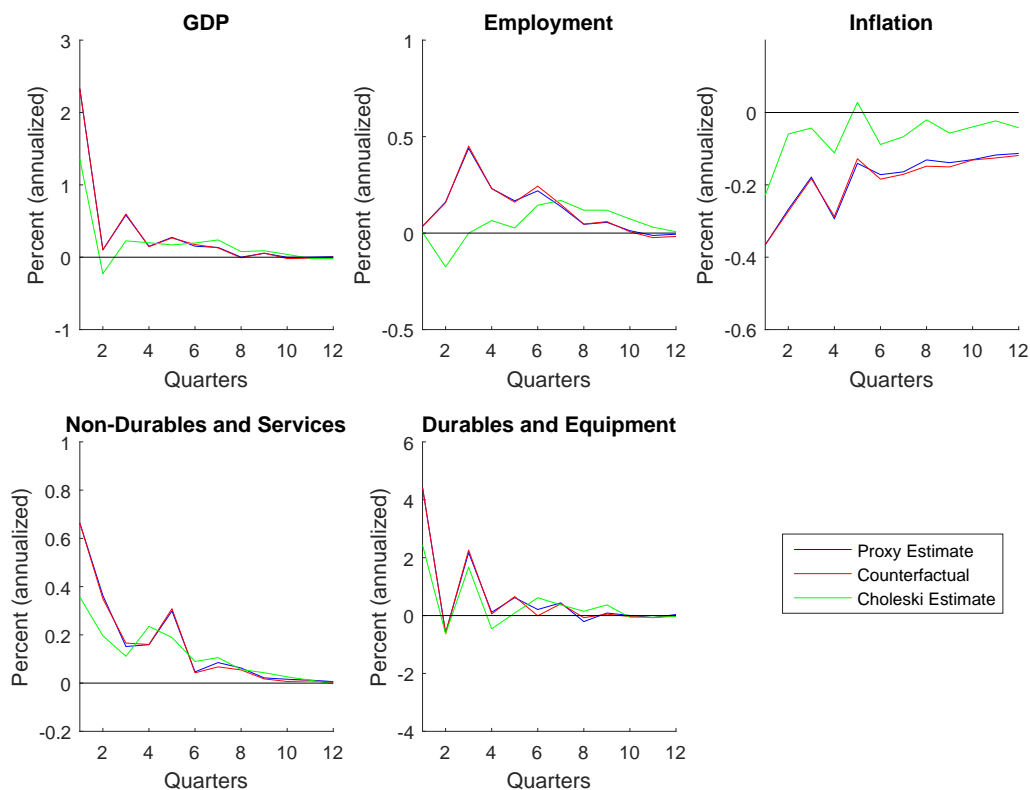 GDP
Employment
Inflation
3
2
1
0
-1
Percent (annualized)
2 4 6 8 10 12
Quarters
1
0.5
0
-0.5
Percent (annualized)
2 4 6 8 10 12
Quarters
0
-0.2
-0.4
-0.6
Percent (annualized)
2 4 6 8 10 12
Quarters
Non-Durables and Services
Durables and Equipment
1
0.8
0.6
0.4
0.2
0
-0.2
Percent (annualized)
2 4 6 8 10 12
Quarters
6
4
2
0
-2
-4
Percent (annualized)
2 4 6 8 10 12
Quarters
Proxy Estimate
Counterfactual
Choleski Estimate